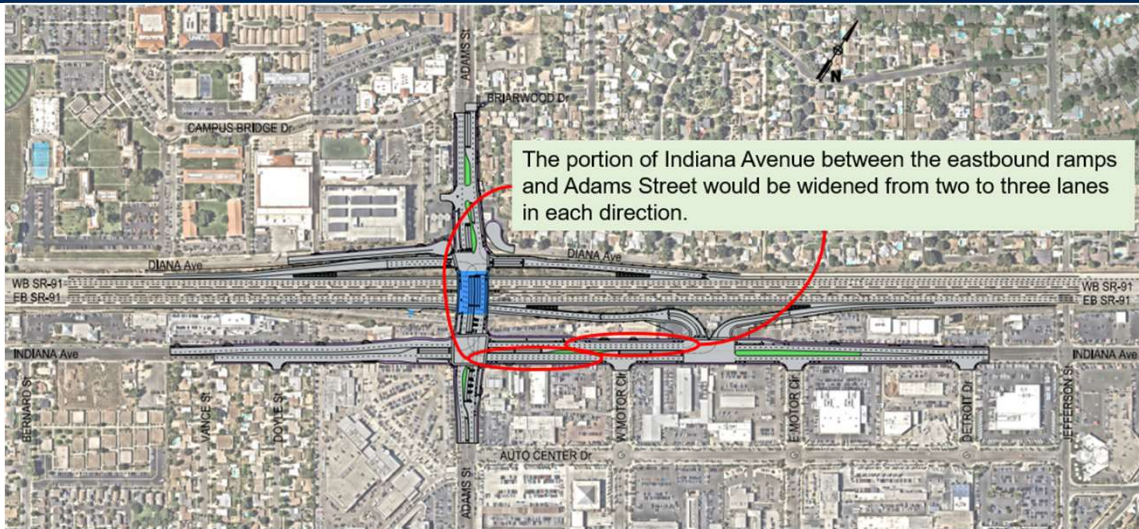 ADAMS St
BRIARWOOD Dr
CAMPUS BRIDGE Dr
N
The portion of Indiana Avenue between the eastbound ramps
and Adams Street would be widened from two to three lanes
in each direction.
DIANA Ave
DIANA Ave
WB SR-91
EB SR-91
WB SR-91
EB SR-91
INDIANA Ave
INDIANA Ave
BERNARD St
VANCE St
DOYLE St
ADAMS St
W MOTOR Cir
E MOTOR Cir
DETROIT Dr
JEFFERSON St
AUTO CENTER Dr